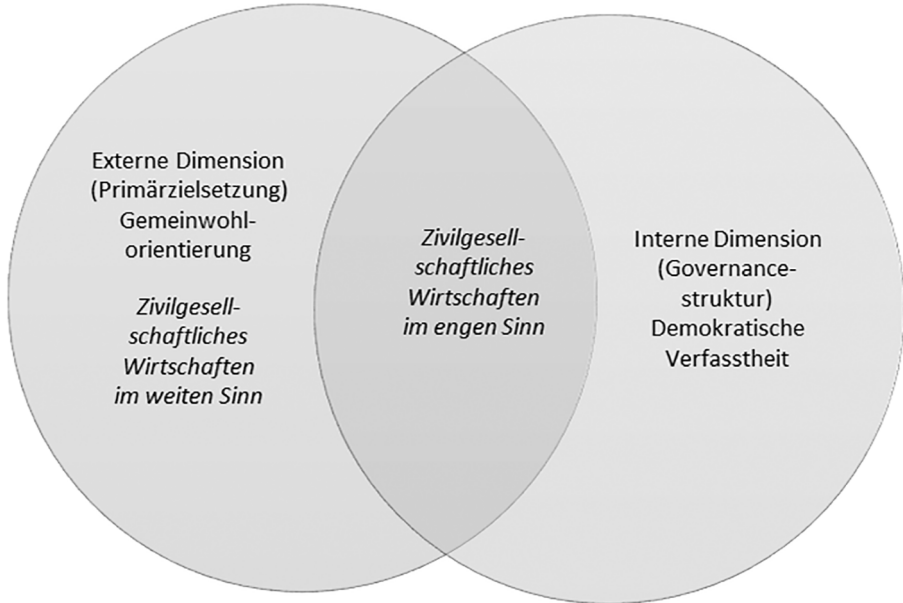 Externe Dimension
(Primärzielsetzung)
Gemeinwohl-
orientierung
Zivilgesell-
schaftliches
Wirtschaften
im weiten Sinn
Zivilgesell-
schaftliches
Wirtschaften
im engen Sinn
Interne Dimension
(Governance-
struktur)
Demokratische
Verfasstheit